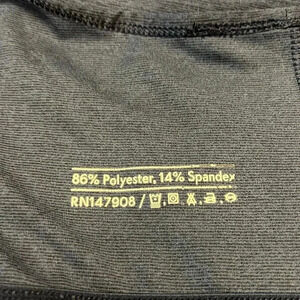 86% Polyester, 14% Spandex
RN147908 /